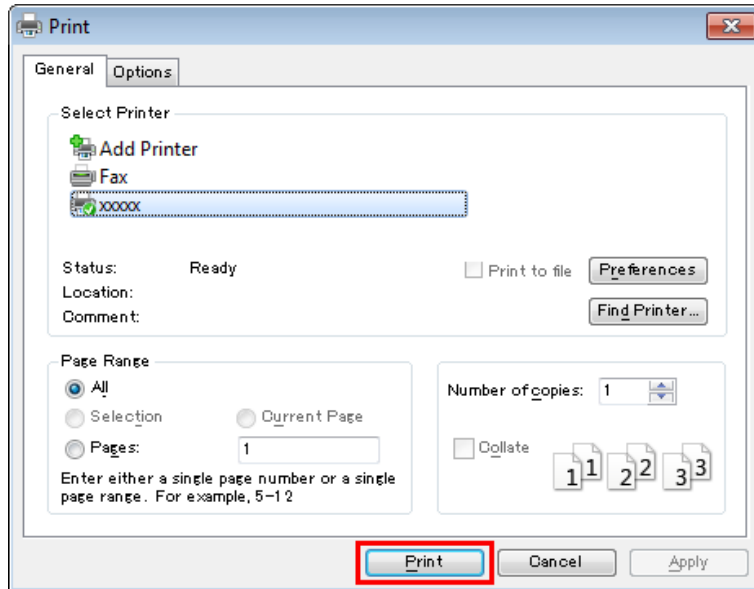 Print
General Options
Select Printer
Add Printer
Fax
xxxxx
Status: Ready
Print to file Preferences
Location:
Comment:
Find Printer...
Page Range
All
Selection Current Page
Pages: 1
Enter either a single page number or a single
page range. For example, 5-12
Number of copies: 1
Collate
1 1 2 2 3 3
Print Cancel Apply